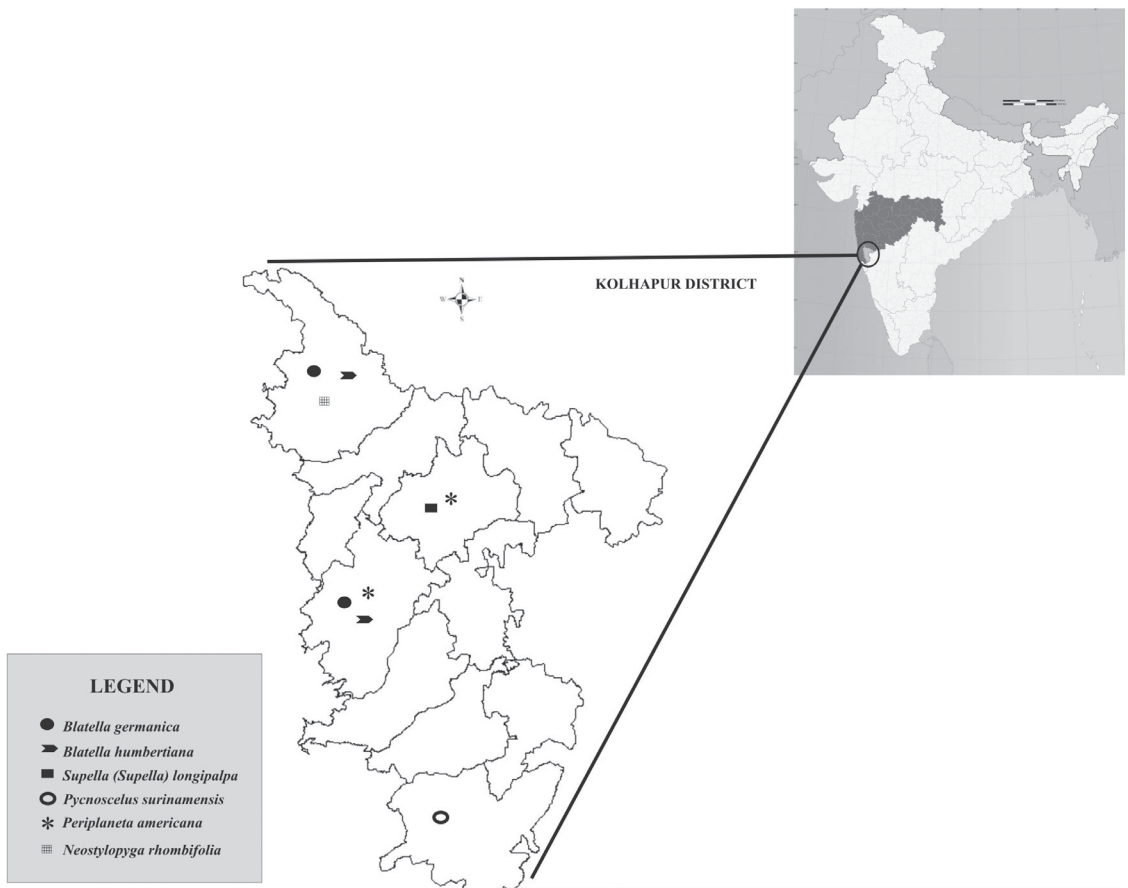 KOLHAPUR DISTRICT
N
W E
S
LEGEND
Blatella germanica
Blatella humbertiana
Supella (Supella) longipalpa
Pycnoscelus surinamensis
Periplaneta americana
Neostylopyga rhombifolia